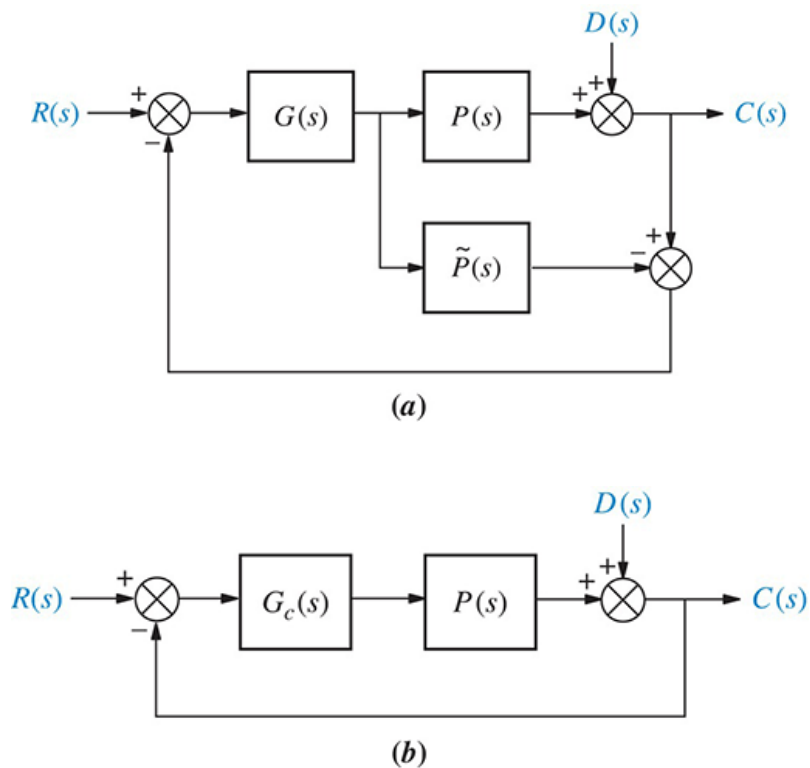 D(s)
R(s) + − G(s) P(s) + + C(s)
+ −
P̃(s)
(a)
D(s)
R(s) + − G_c(s) P(s) + + C(s)
(b)